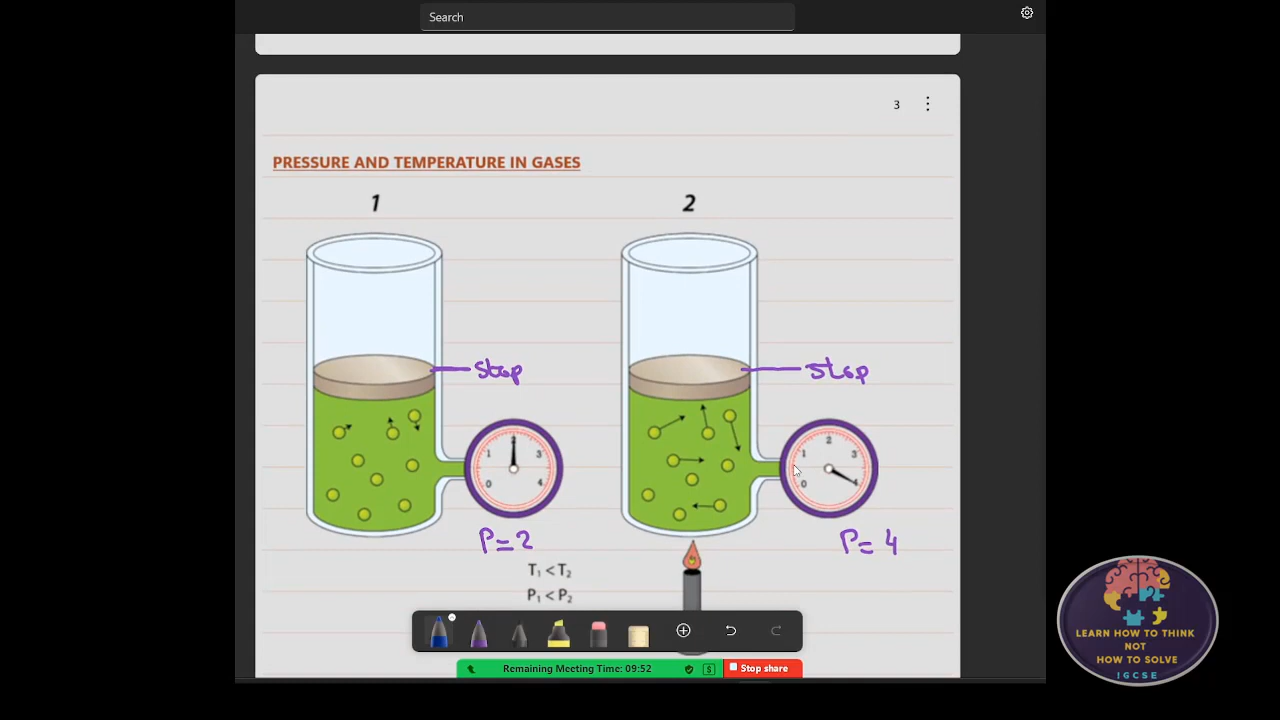 Search
3
PRESSURE AND TEMPERATURE IN GASES
1
2
Stop
Stop
0 1 2 3 4
0 1 2 3 4
P=2
P=4
T₁ < T₂
P₁ < P₂
Remaining Meeting Time: 09:52
S
Stop share
LEARN HOW TO THINK
NOT
HOW TO SOLVE
!GCSE